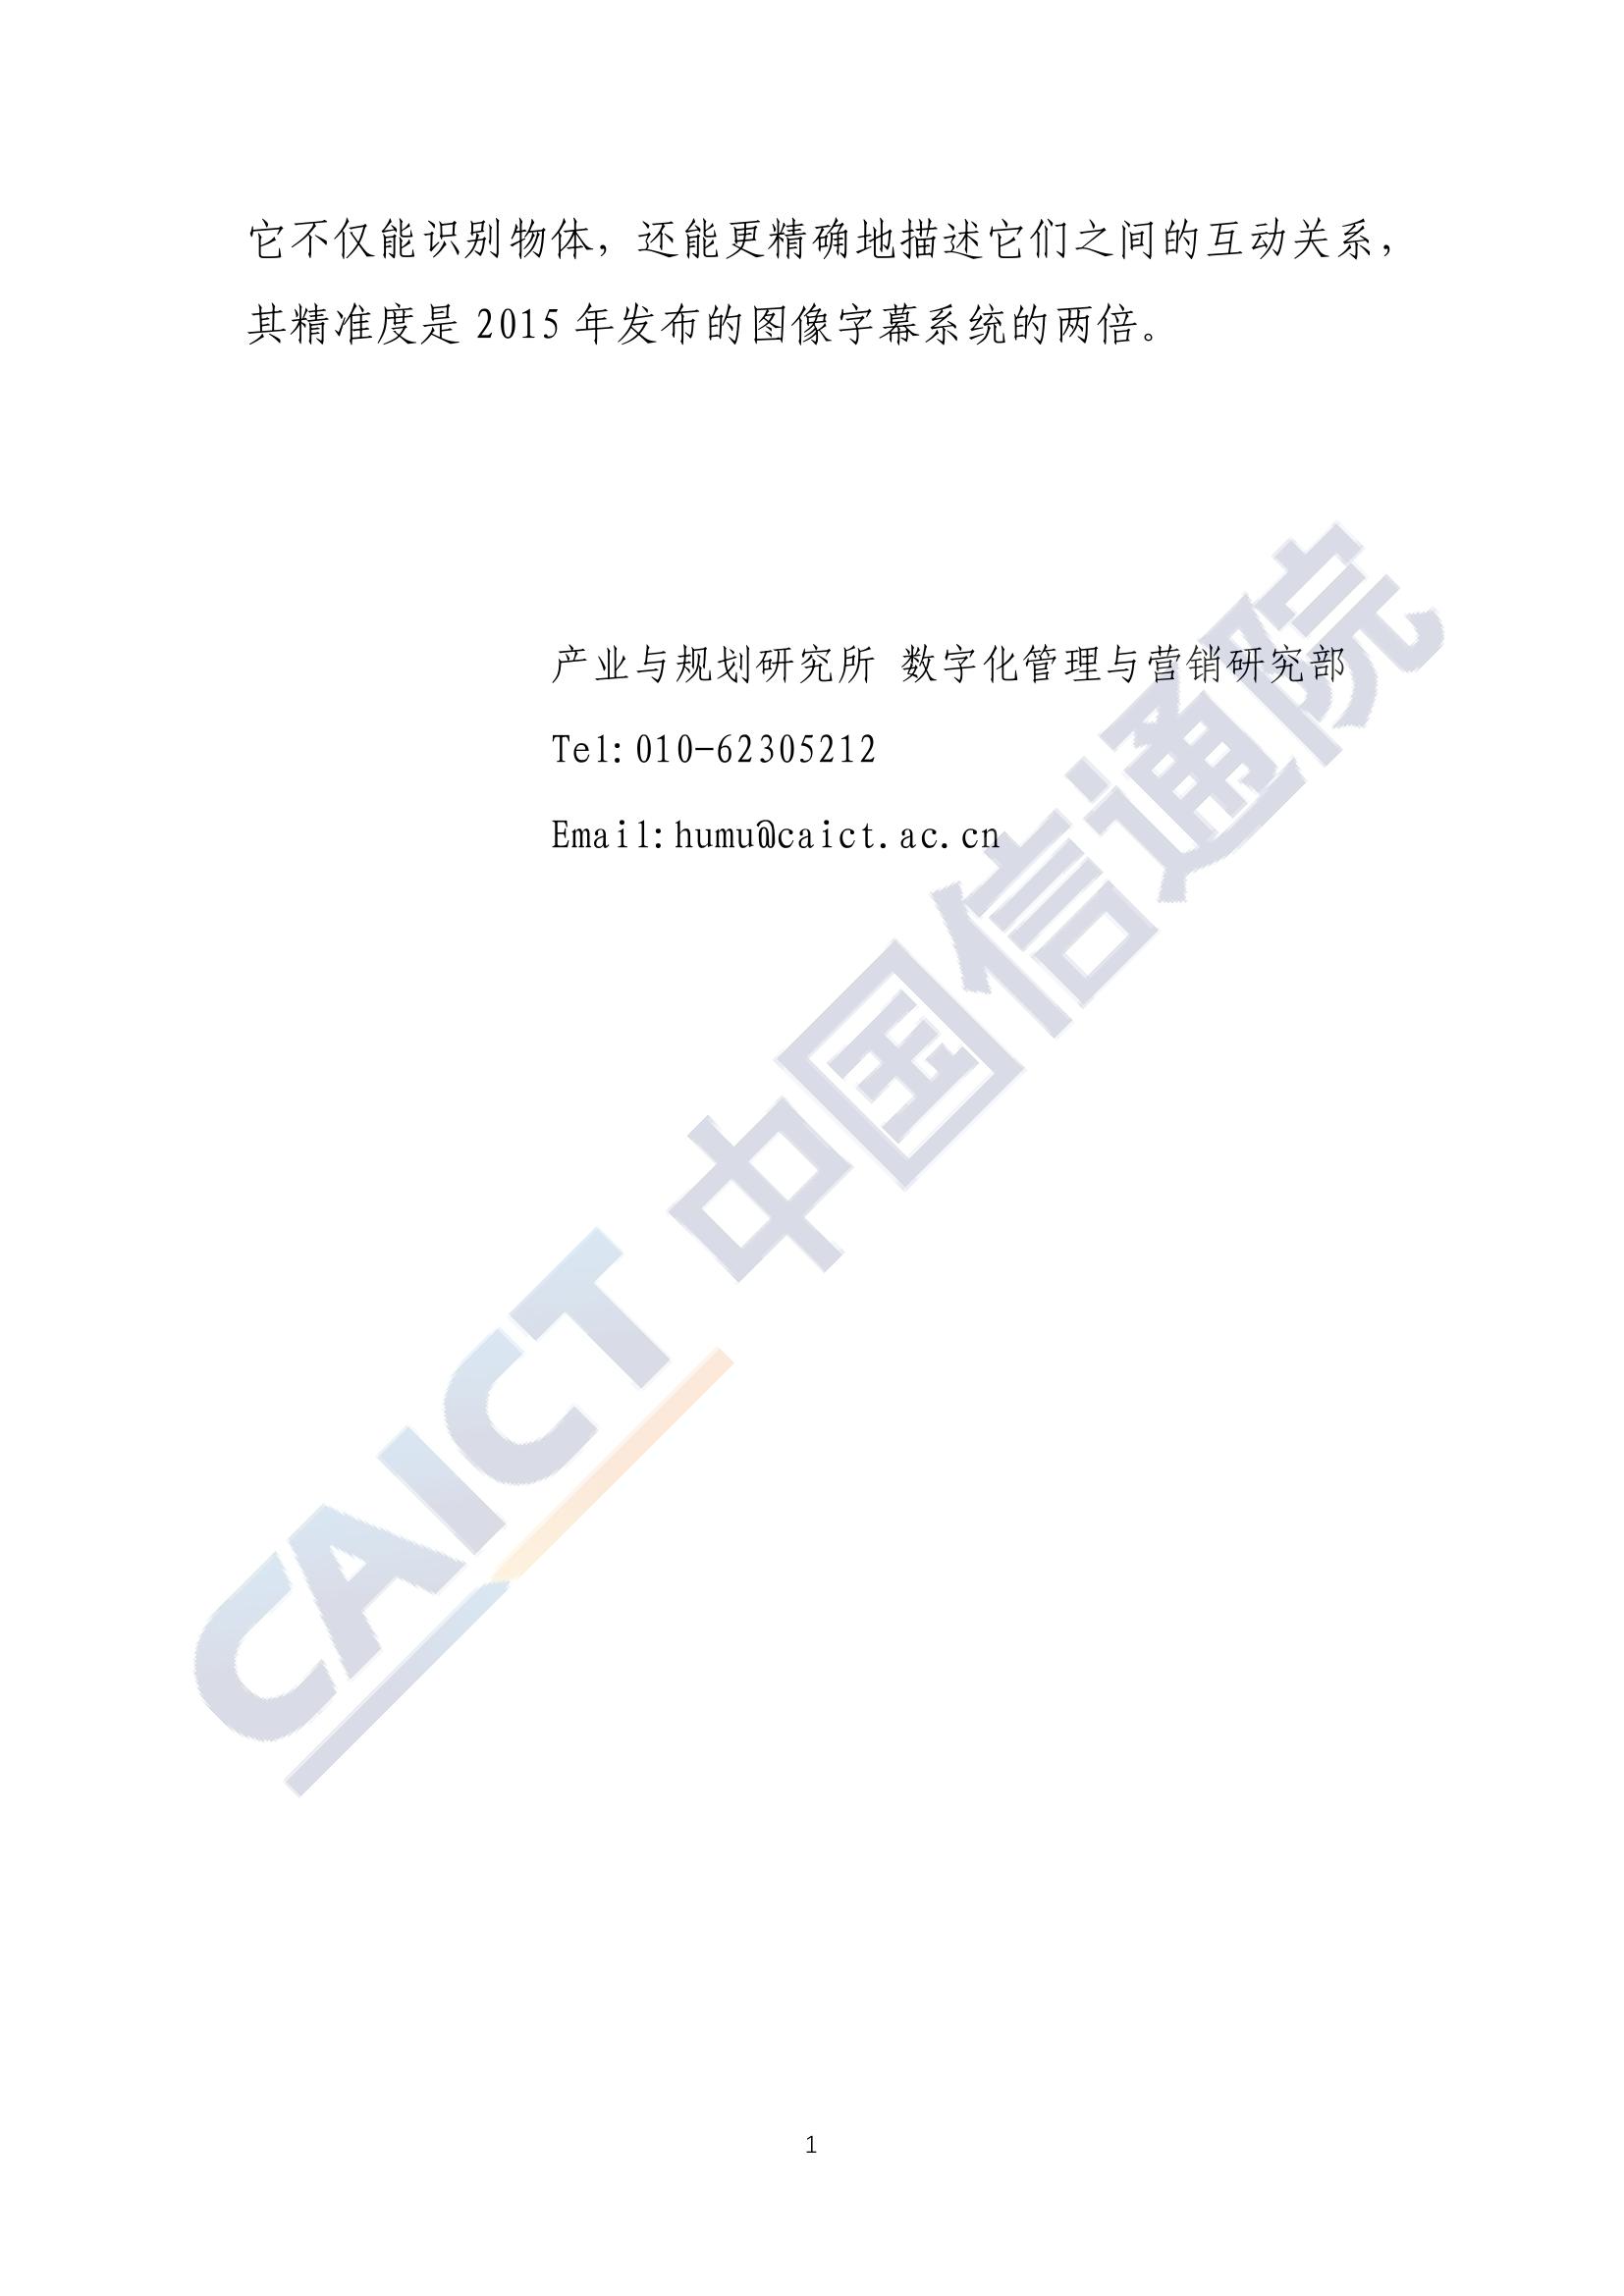 它不仅能识别物体，还能更精确地描述它们之间的互动关系，
其精准度是 2015 年发布的图像字幕系统的两倍。
产业与规划研究所 数字化管理与营销研究部
Tel:010-62305212
Email:humu@caict.ac.cn
CAICT 中国信通院
1